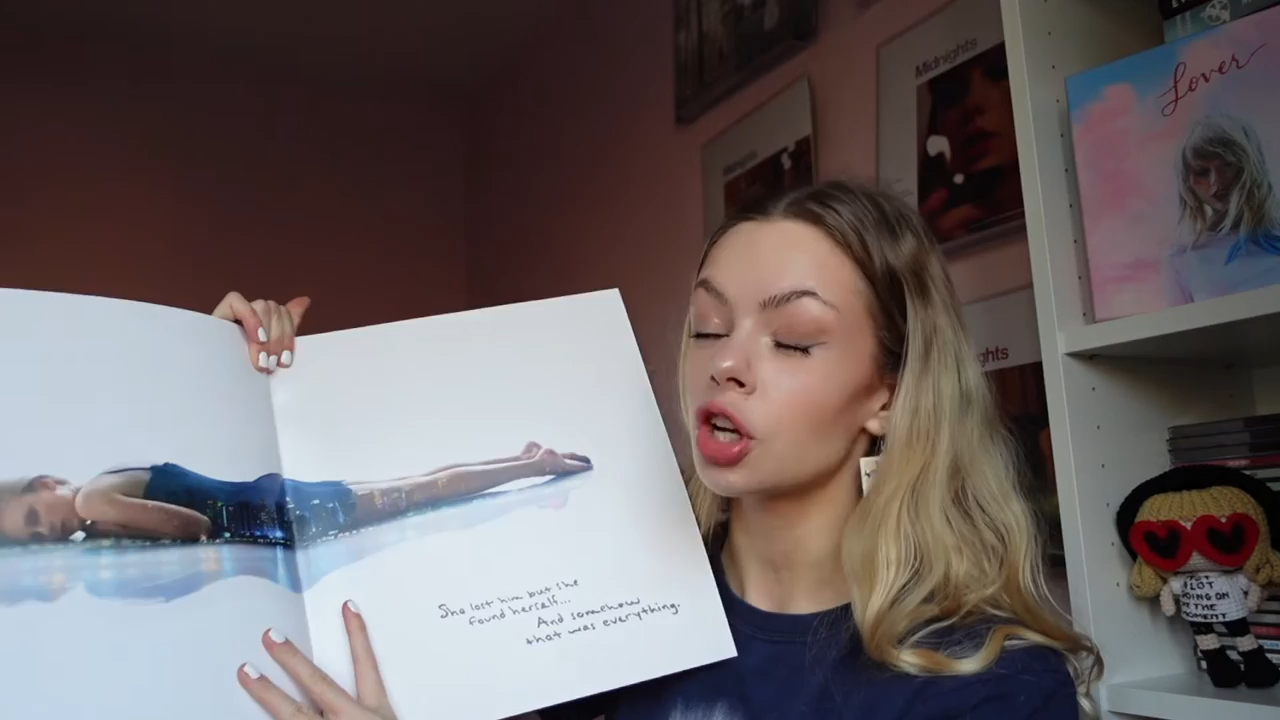 Midnights
Midnights
ghts
Lover
She lost him but she
found herself...
And somehow
that was everything.
LOT
GOING ON
AT THE
MOMENT